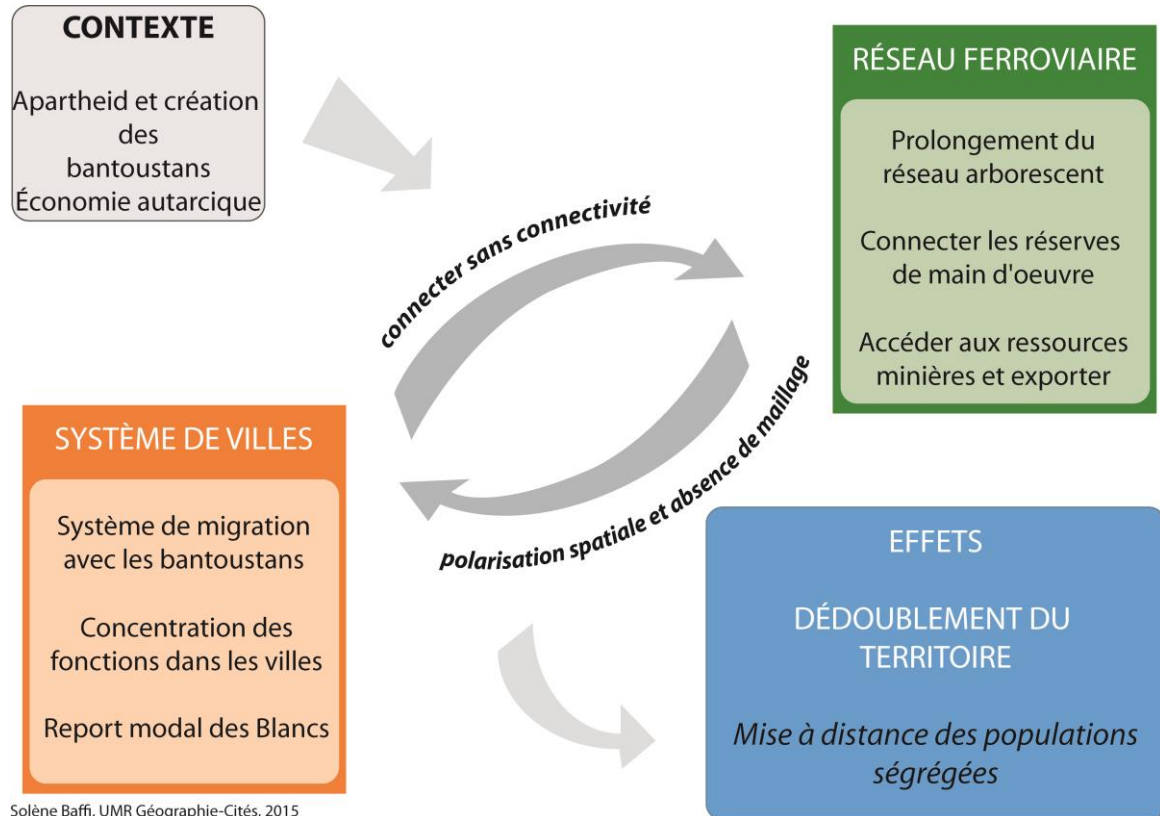 CONTEXTE
Apartheid et création
des
bantoustans
Économie autarcique
RÉSEAU FERROVIAIRE
Prolongement du
réseau arborescent
Connecter les réserves
de main d'oeuvre
Accéder aux ressources
minières et exporter
connecter sans connectivité
polarisation spatiale et absence de maillage
SYSTÈME DE VILLES
Système de migration
avec les bantoustans
Concentration des
fonctions dans les villes
Report modal des Blancs
EFFETS
DÉDOUBLEMENT DU
TERRITOIRE
Mise à distance des populations
ségrégées
Solène Baffi, UMR Géographie-Cités, 2015